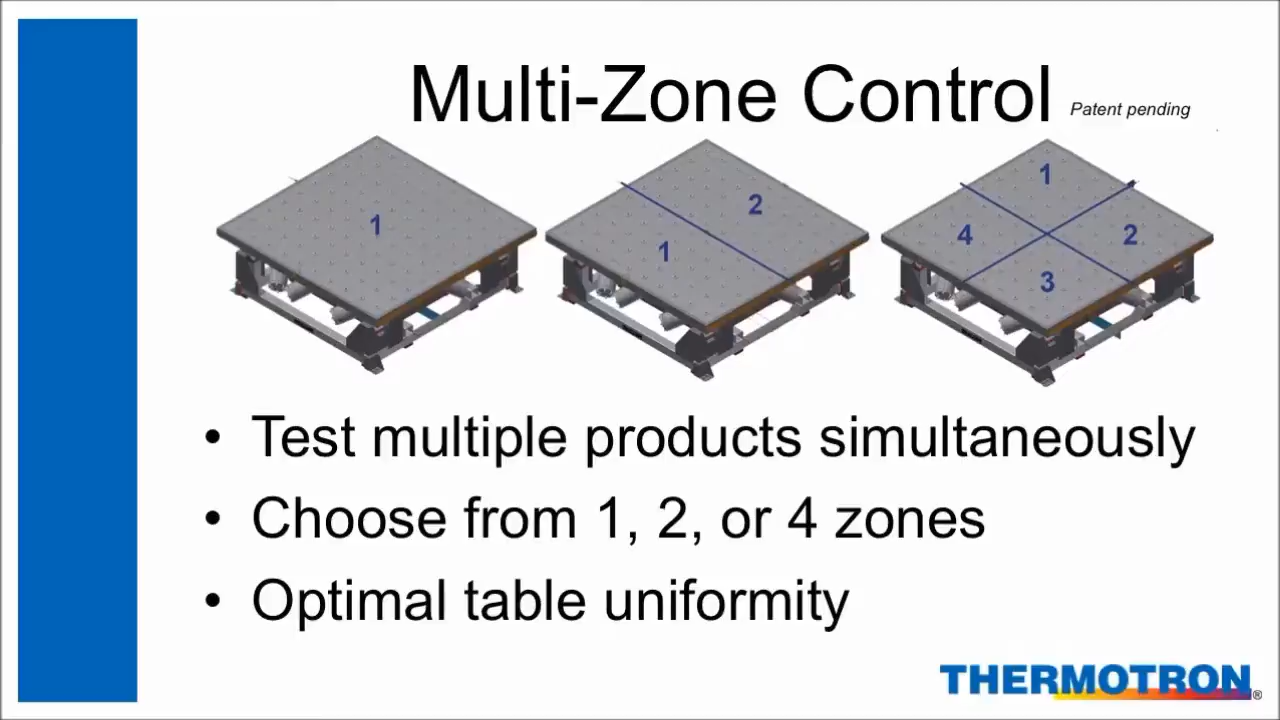 Multi-Zone Control Patent pending
1
1 2
1 2 3 4
• Test multiple products simultaneously
• Choose from 1, 2, or 4 zones
• Optimal table uniformity
THERMOTRON®